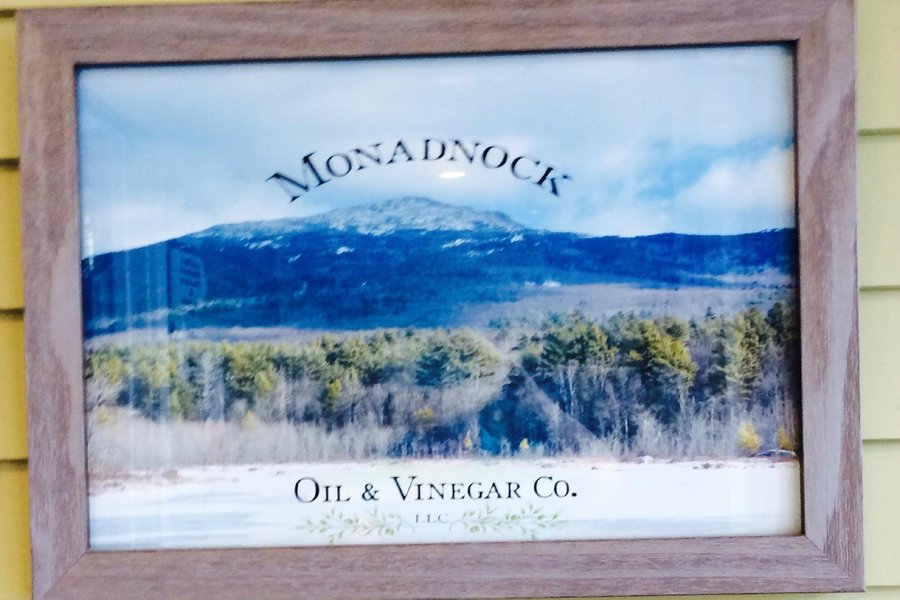 MONADNOCK
OIL & VINEGAR CO.
LLC